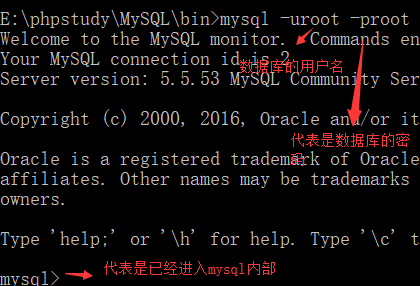 E:\phpstudy\MySQL\bin>mysql -uroot -proot
Welcome to the MySQL monitor.  Commands en
Your MySQL connection id is 2
数据库的用户名
Server version: 5.5.53 MySQL Community Ser
Copyright (c) 2000, 2016, Oracle and/or it
代表是数据库的密
码
Oracle is a registered trademark of Oracle
affiliates. Other names may be trademarks
owners.
Type 'help;' or '\h' for help. Type '\c' t
代表是已经进入mysql内部
mysql>